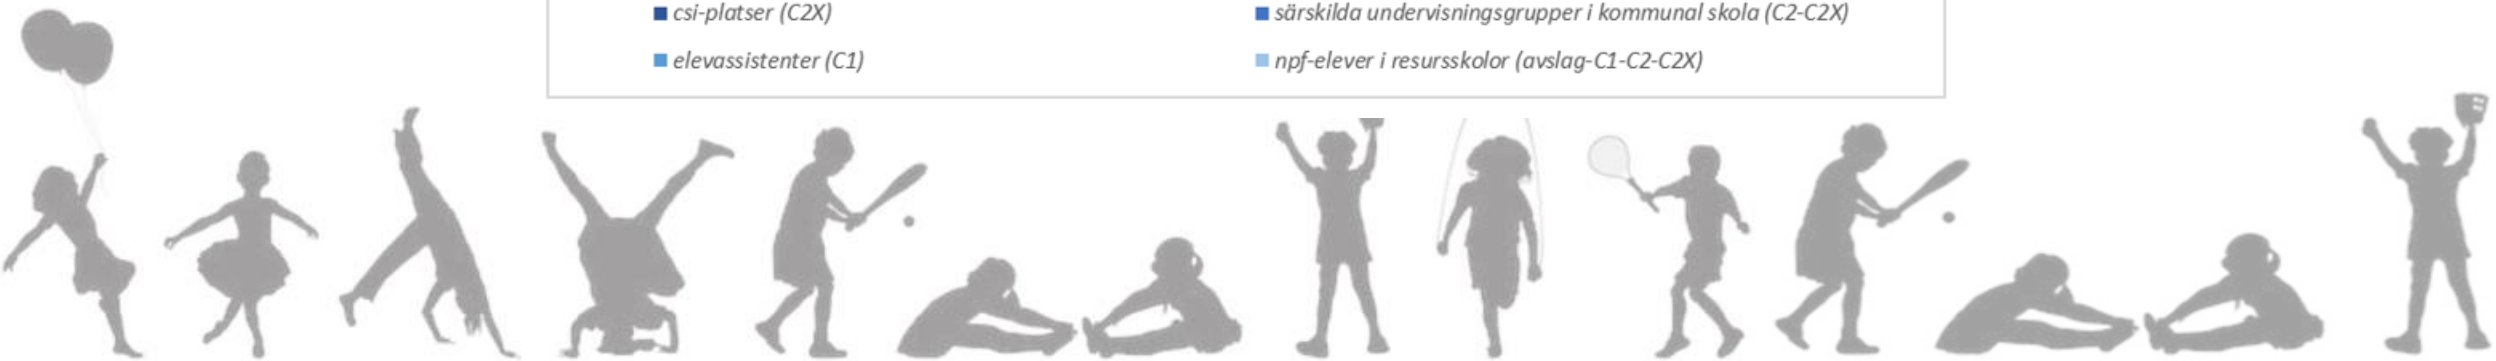 csi-platser (C2X)
särskilda undervisningsgrupper i kommunal skola (C2-C2X)
elevassistenter (C1)
npf-elever i resursskolor (avslag-C1-C2-C2X)